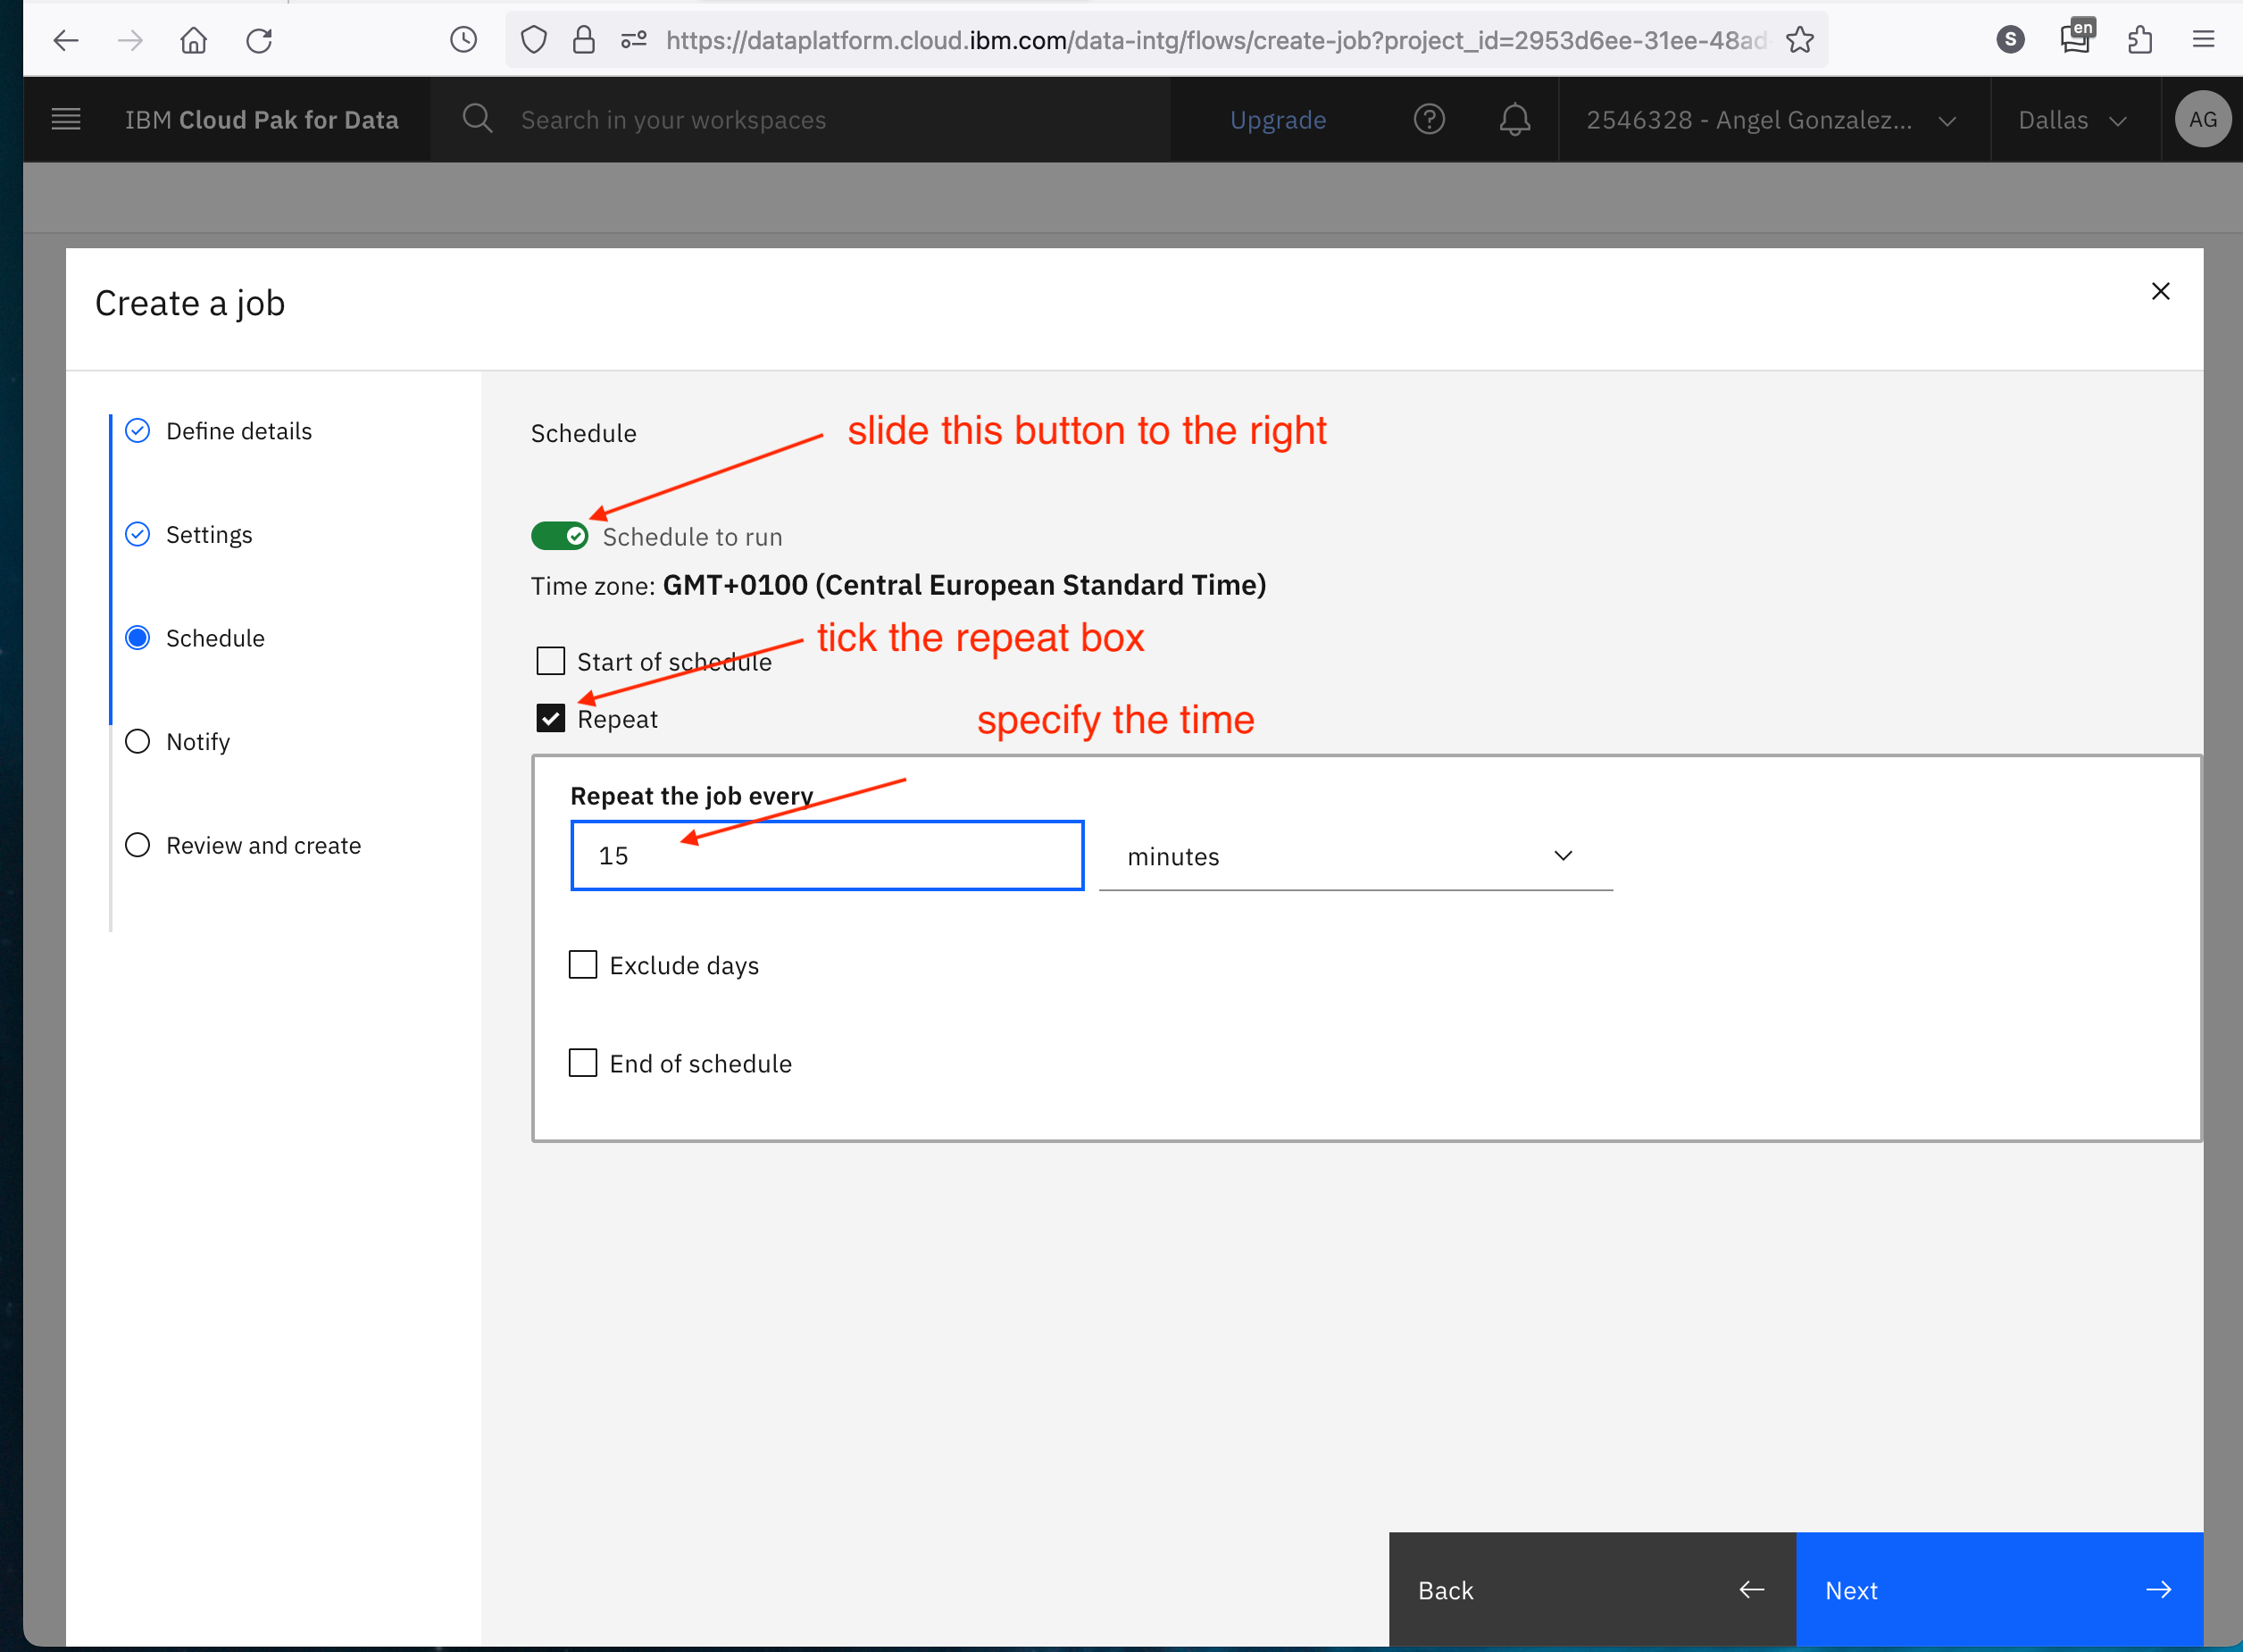 https://dataplatform.cloud.ibm.com/data-intg/flows/create-job?project_id=2953d6ee-31ee-48ad
S
en
IBM Cloud Pak for Data
Search in your workspaces
Upgrade
2546328 - Angel Gonzalez...
Dallas
AG
Create a job
Define details
Settings
Schedule
Notify
Review and create
Schedule
slide this button to the right
Schedule to run
Time zone: GMT+0100 (Central European Standard Time)
tick the repeat box
Start of schedule
Repeat
specify the time
Repeat the job every
15
minutes
Exclude days
End of schedule
Back
Next